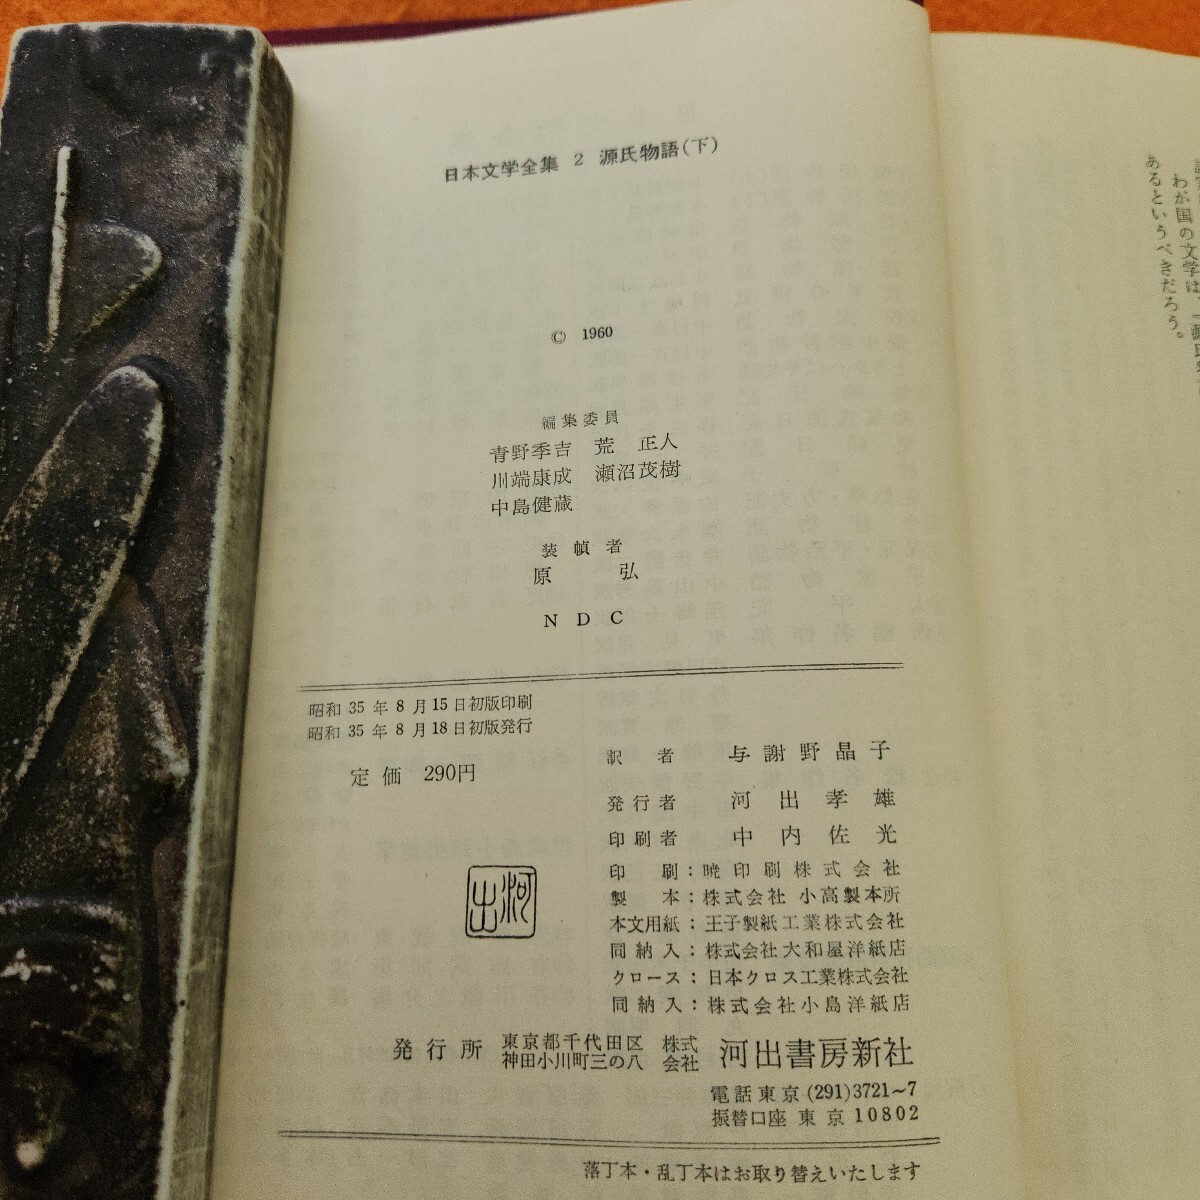 日本文学全集 2 源氏物語(下)
© 1960
編集委員
青野季吉 荒 正人
川端康成 瀬沼茂樹
中島健蔵
装幀者
原 弘
NDC
昭和 35 年 8 月 15 日初版印刷
昭和 35 年 8 月 18 日初版発行
定価 290円
訳者 与謝野晶子
発行者 河出孝雄
印刷者 中内佐光
印刷:暁印刷株式会社
製本:株式会社 小高製本所
本文用紙:王子製紙工業株式会社
同納入:株式会社大和屋洋紙店
クロース:日本クロス工業株式会社
同納入:株式会社小島洋紙店
河出
発行所 東京都千代田区神田小川町三の八 株式会社 河出書房新社
電話東京(291)3721~7
振替口座 東京 10802
落丁本・乱丁本はお取り替えいたします
わが国の文学は、
あるというべきだろう。